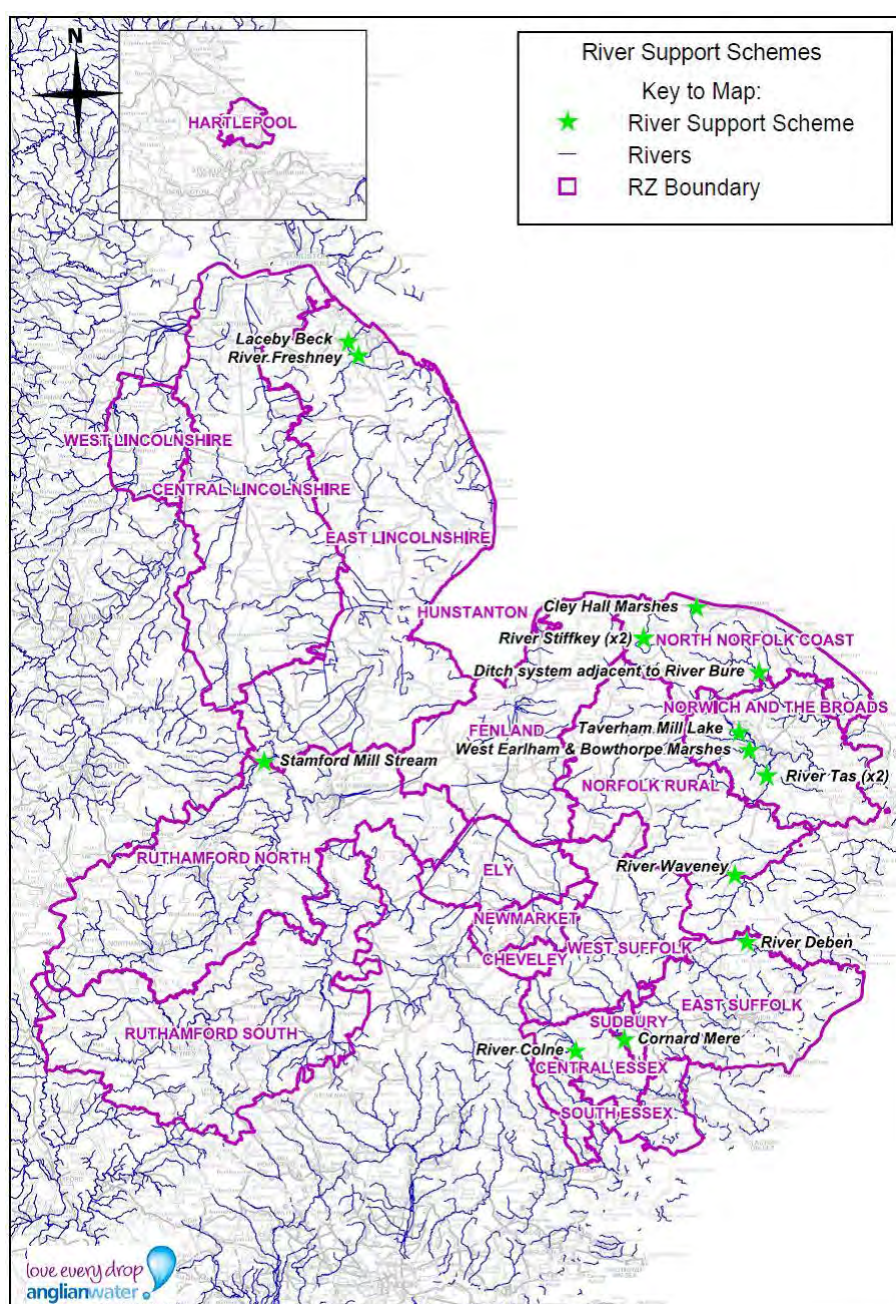 N
HARTLEPOOL
River Support Schemes
Key to Map:
River Support Scheme
Rivers
RZ Boundary
Laceby Beck
River Freshney
WEST LINCOLNSHIRE
CENTRAL LINCOLNSHIRE
EAST LINCOLNSHIRE
HUNSTANTON
Cley Hall Marshes
River Stiffkey (x2)
NORTH NORFOLK COAST
Ditch system adjacent to River Bure
NORWICH AND THE BROADS
FENLAND
Taverham Mill Lake
West Earlham & Bowthorpe Marshes
Stamford Mill Stream
River Tas (x2)
NORFOLK RURAL
RUTHAMFORD NORTH
ELY
River Waveney
NEWMARKET
CHEVELEY
WEST SUFFOLK
River Deben
EAST SUFFOLK
RUTHAMFORD SOUTH
SUDBURY
Cornard Mere
River Colne
CENTRAL ESSEX
SOUTH ESSEX
love every drop
anglianwater